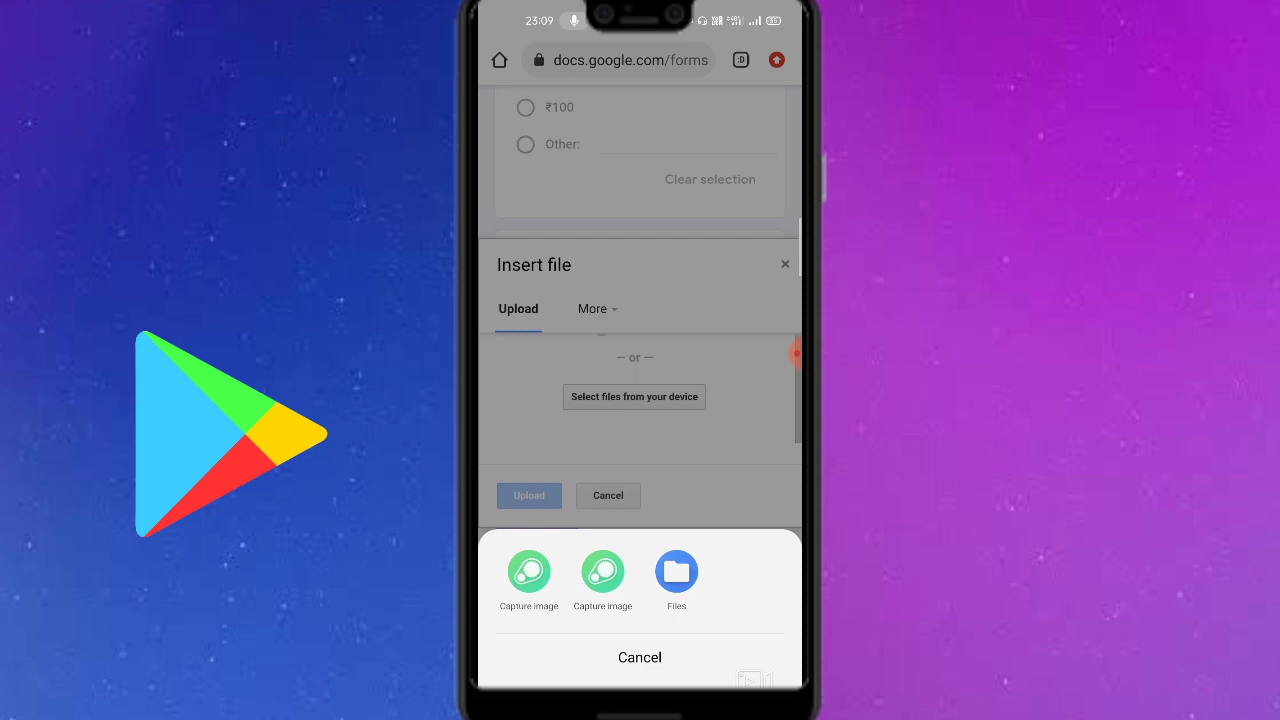 23:09
docs.google.com/forms
:D
₹100
Other:
Clear selection
Insert file
×
Upload
More
— or —
Select files from your device
Upload
Cancel
Capture image
Capture image
Files
Cancel